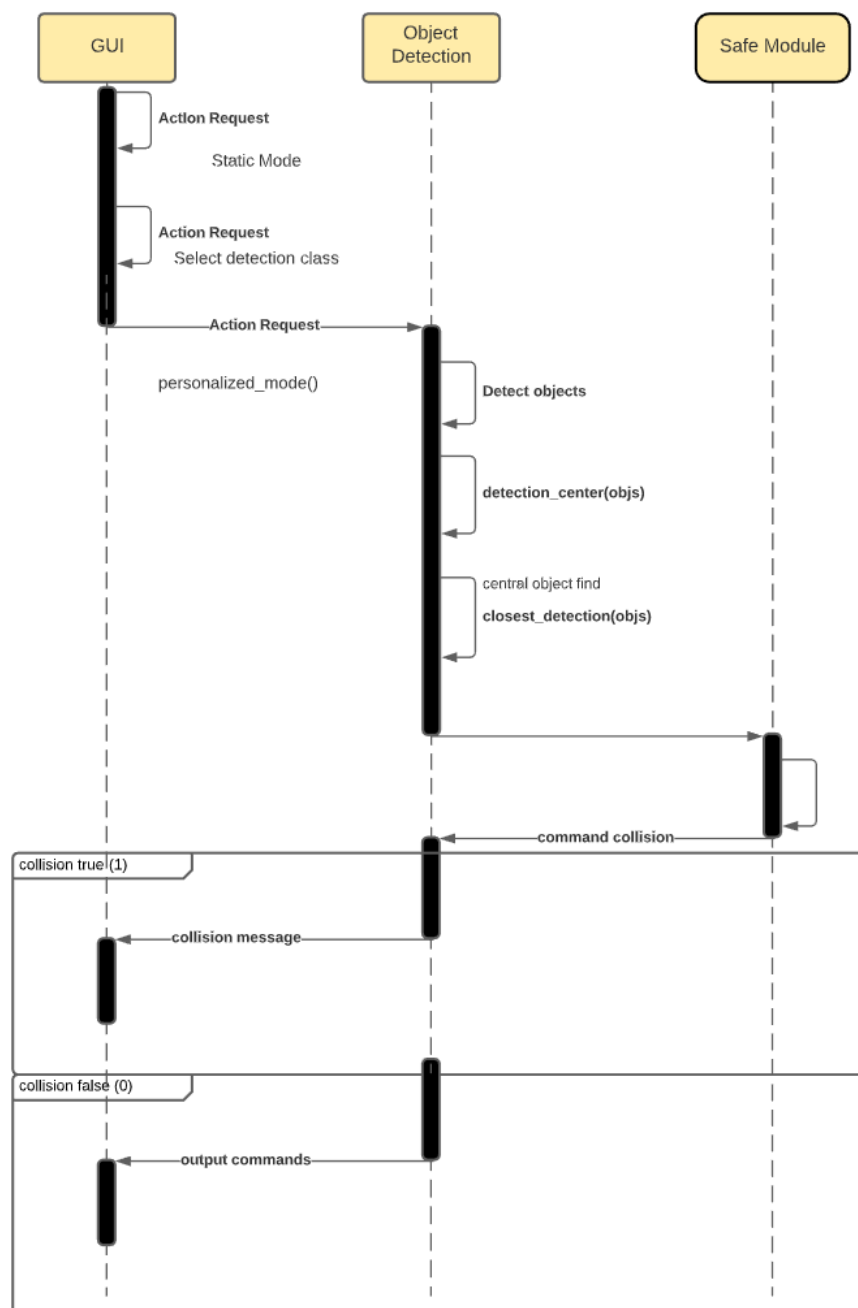 GUI
Object
Detection
Safe Module
Action Request
Static Mode
Action Request
Select detection class
Action Request
personalized_mode()
Detect objects
detection_center(objs)
central object find
closest_detection(objs)
command collision
collision true (1)
collision message
collision false (0)
output commands